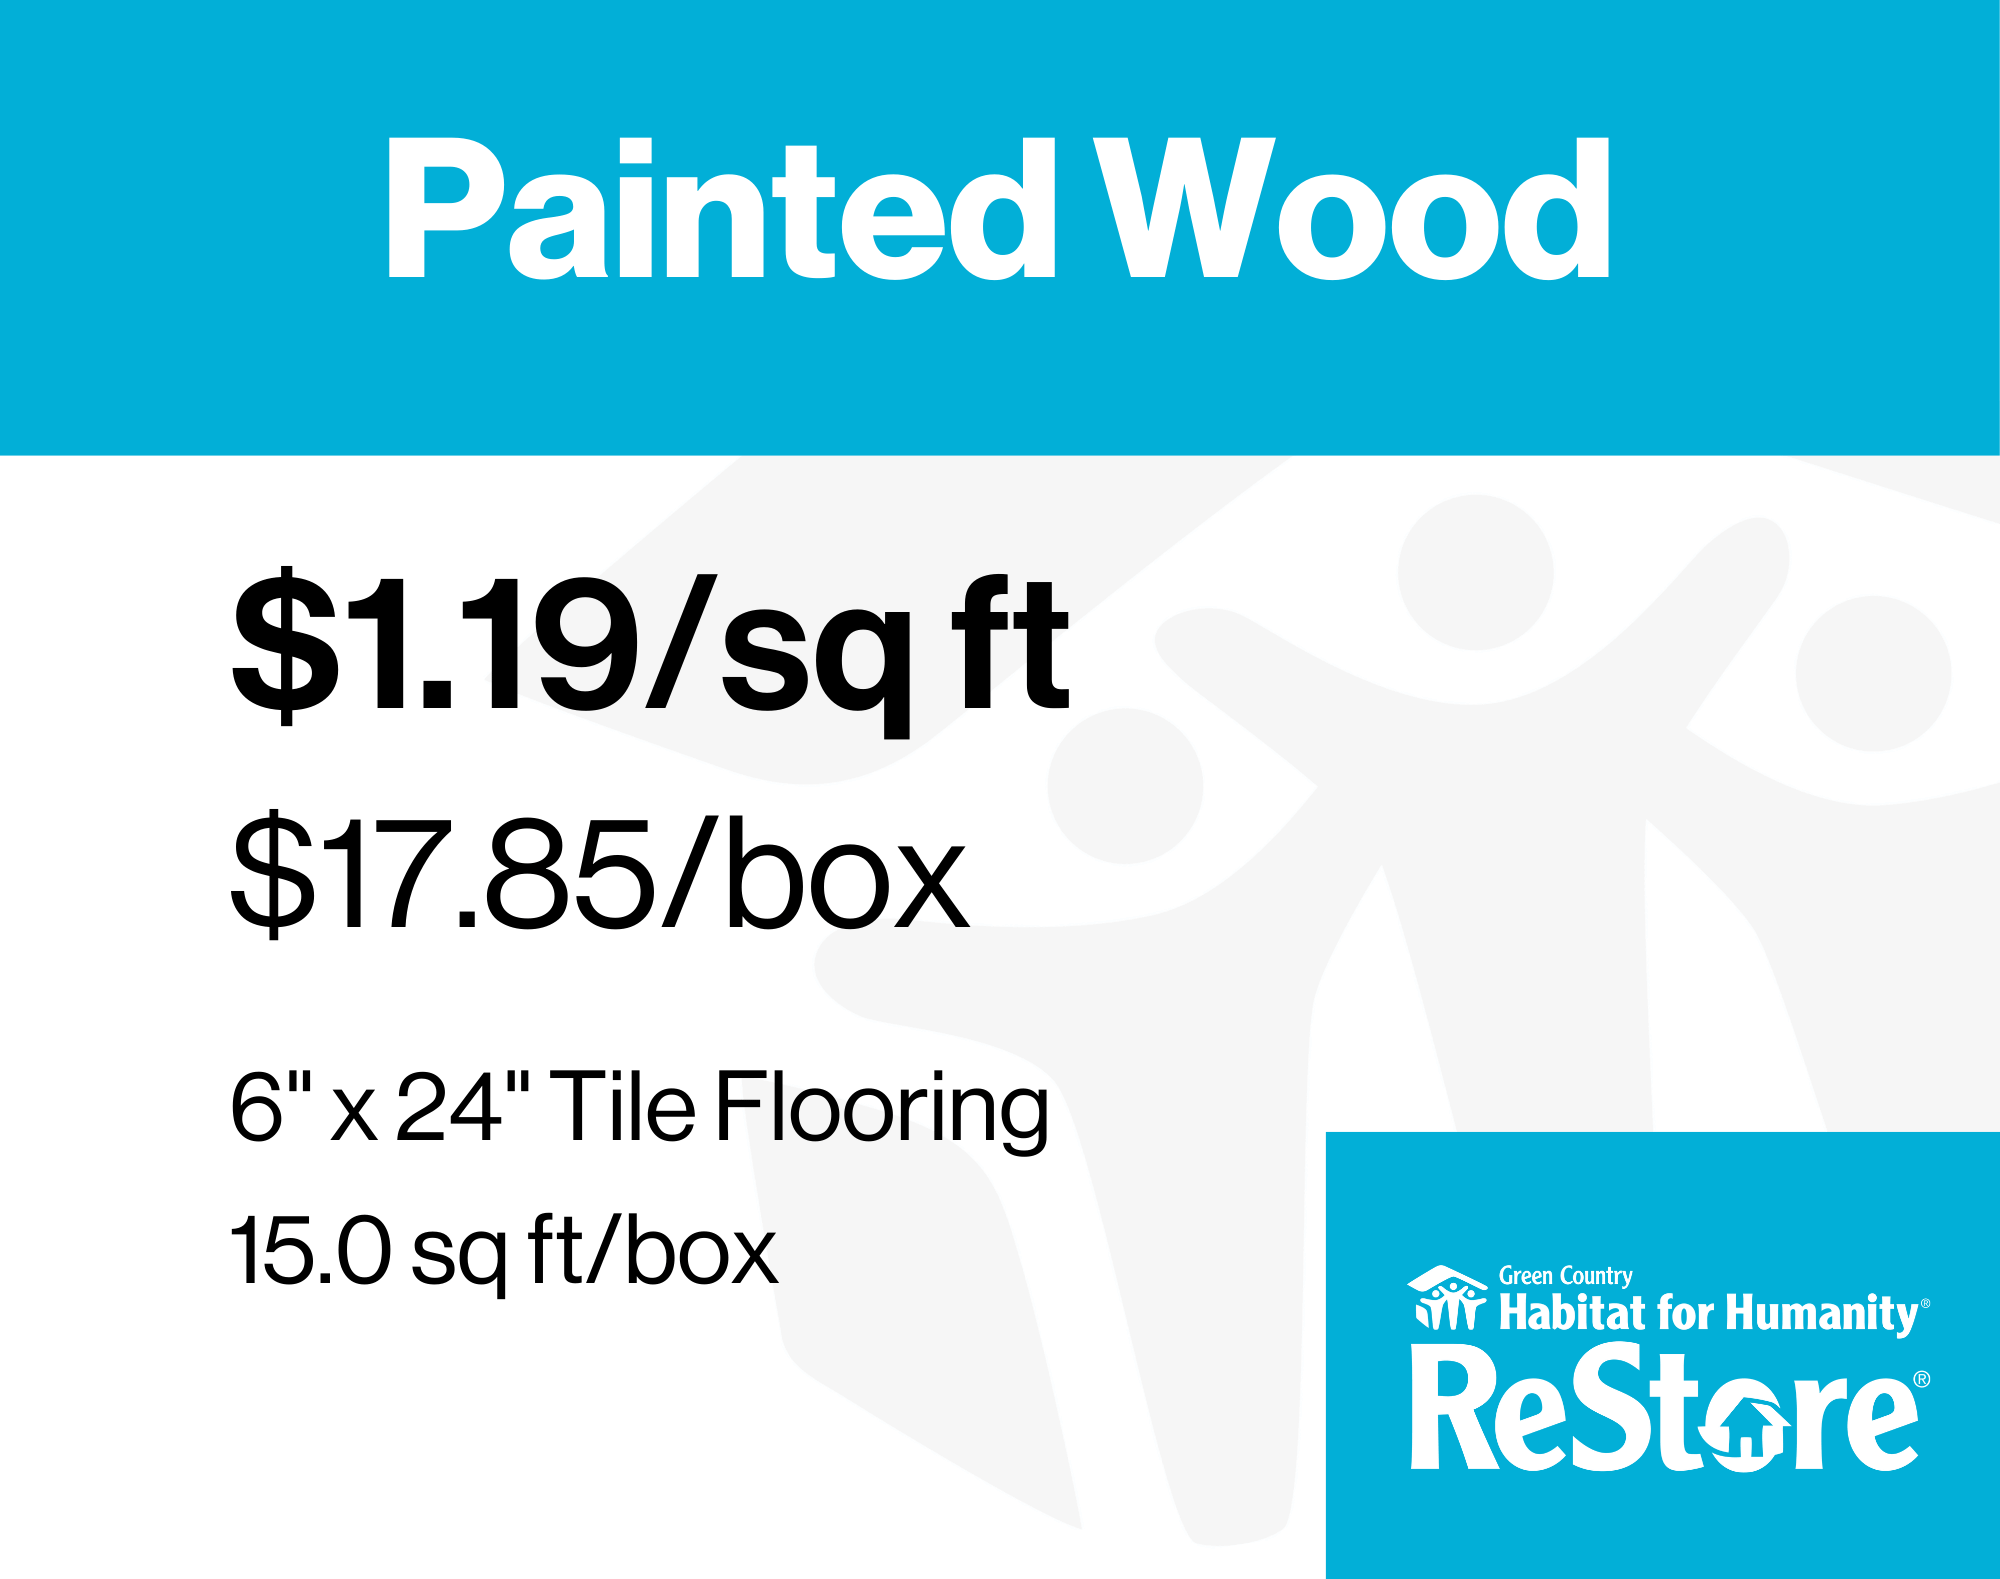 Painted Wood
$1.19/sq ft
$17.85/box
6" x 24" Tile Flooring
15.0 sq ft/box
Green Country
Habitat for Humanity®
ReStore®